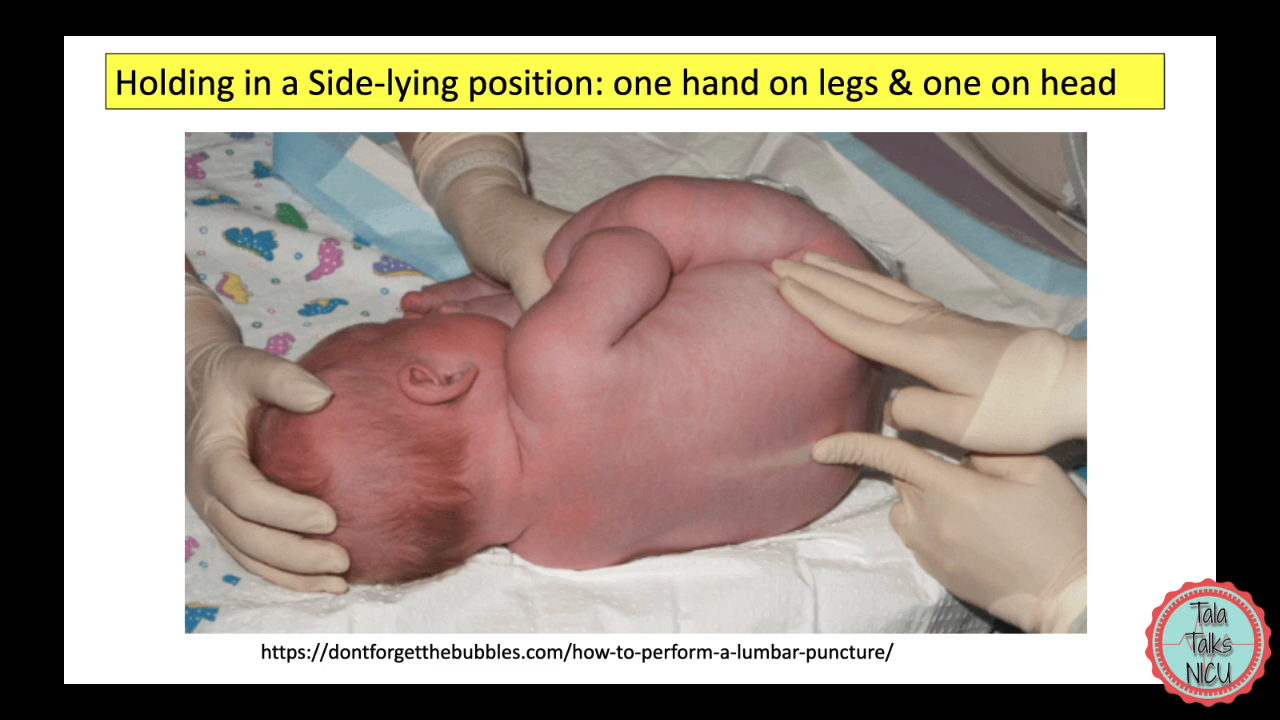 Holding in a Side-lying position: one hand on legs & one on head
https://dontforgetthebubbles.com/how-to-perform-a-lumbar-puncture/
Tala
Talks
NICU